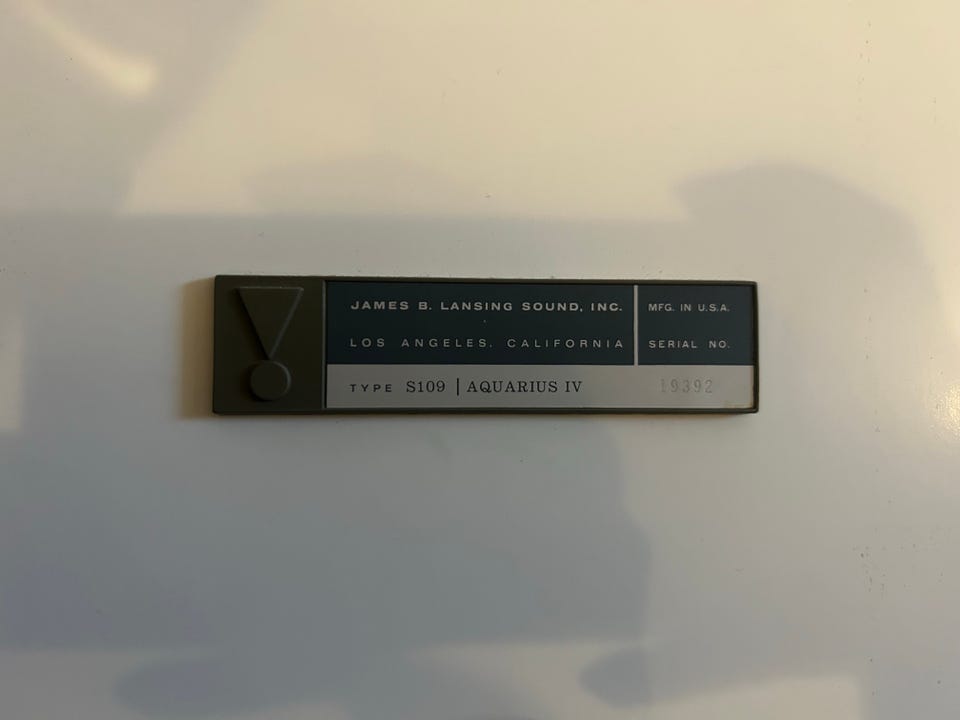 JAMES B. LANSING SOUND, INC.
LOS ANGELES, CALIFORNIA
MFG. IN U.S.A.
SERIAL NO.
TYPE S109 | AQUARIUS IV
19392